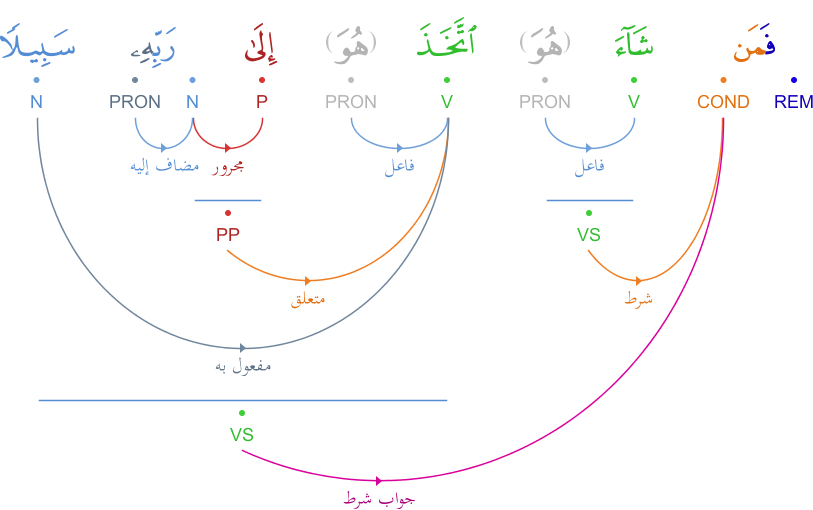 فَمَن شَآءَ (هُوَ) ٱتَّخَذَ (هُوَ) إِلَىٰ رَبِّهِۦ سَبِيلًا
N PRON N P PRON V PRON V COND REM
مضاف إليه مجرور فاعل فاعل
PP VS
متعلق شرط
مفعول به
VS
جواب شرط